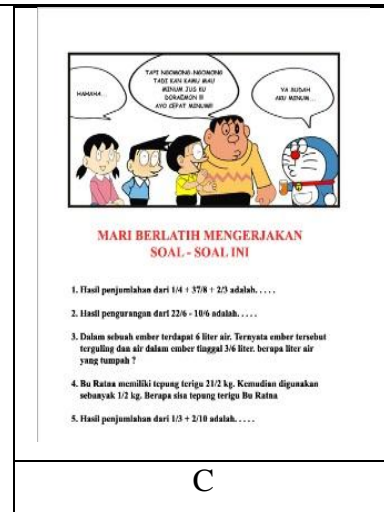 HAHAHA...
TAPI NGOMONG-NGOMONG
TADI KAN KAMU MAU
MINUM JUS KU
DORAEMON !!!
AYO CEPAT MINUM!!
YA SUDAH
AKU MINUM....
MARI BERLATIH MENGERJAKAN
SOAL - SOAL INI
1. Hasil penjumlahan dari 1/4 + 37/8 + 2/3 adalah. . . . .
2. Hasil pengurangan dari 22/6 - 10/6 adalah. . . . .
3. Dalam sebuah ember terdapat 6 liter air. Ternyata ember tersebut
terguling dan air dalam ember tinggal 3/6 liter. berapa liter air
yang tumpah ?
4. Bu Ratna memiliki tepung terigu 21/2 kg. Kemudian digunakan
sebanyak 1/2 kg. Berapa sisa tepung terigu Bu Ratna
5. Hasil penjumlahan dari 1/3 + 2/10 adalah. . . . .
C